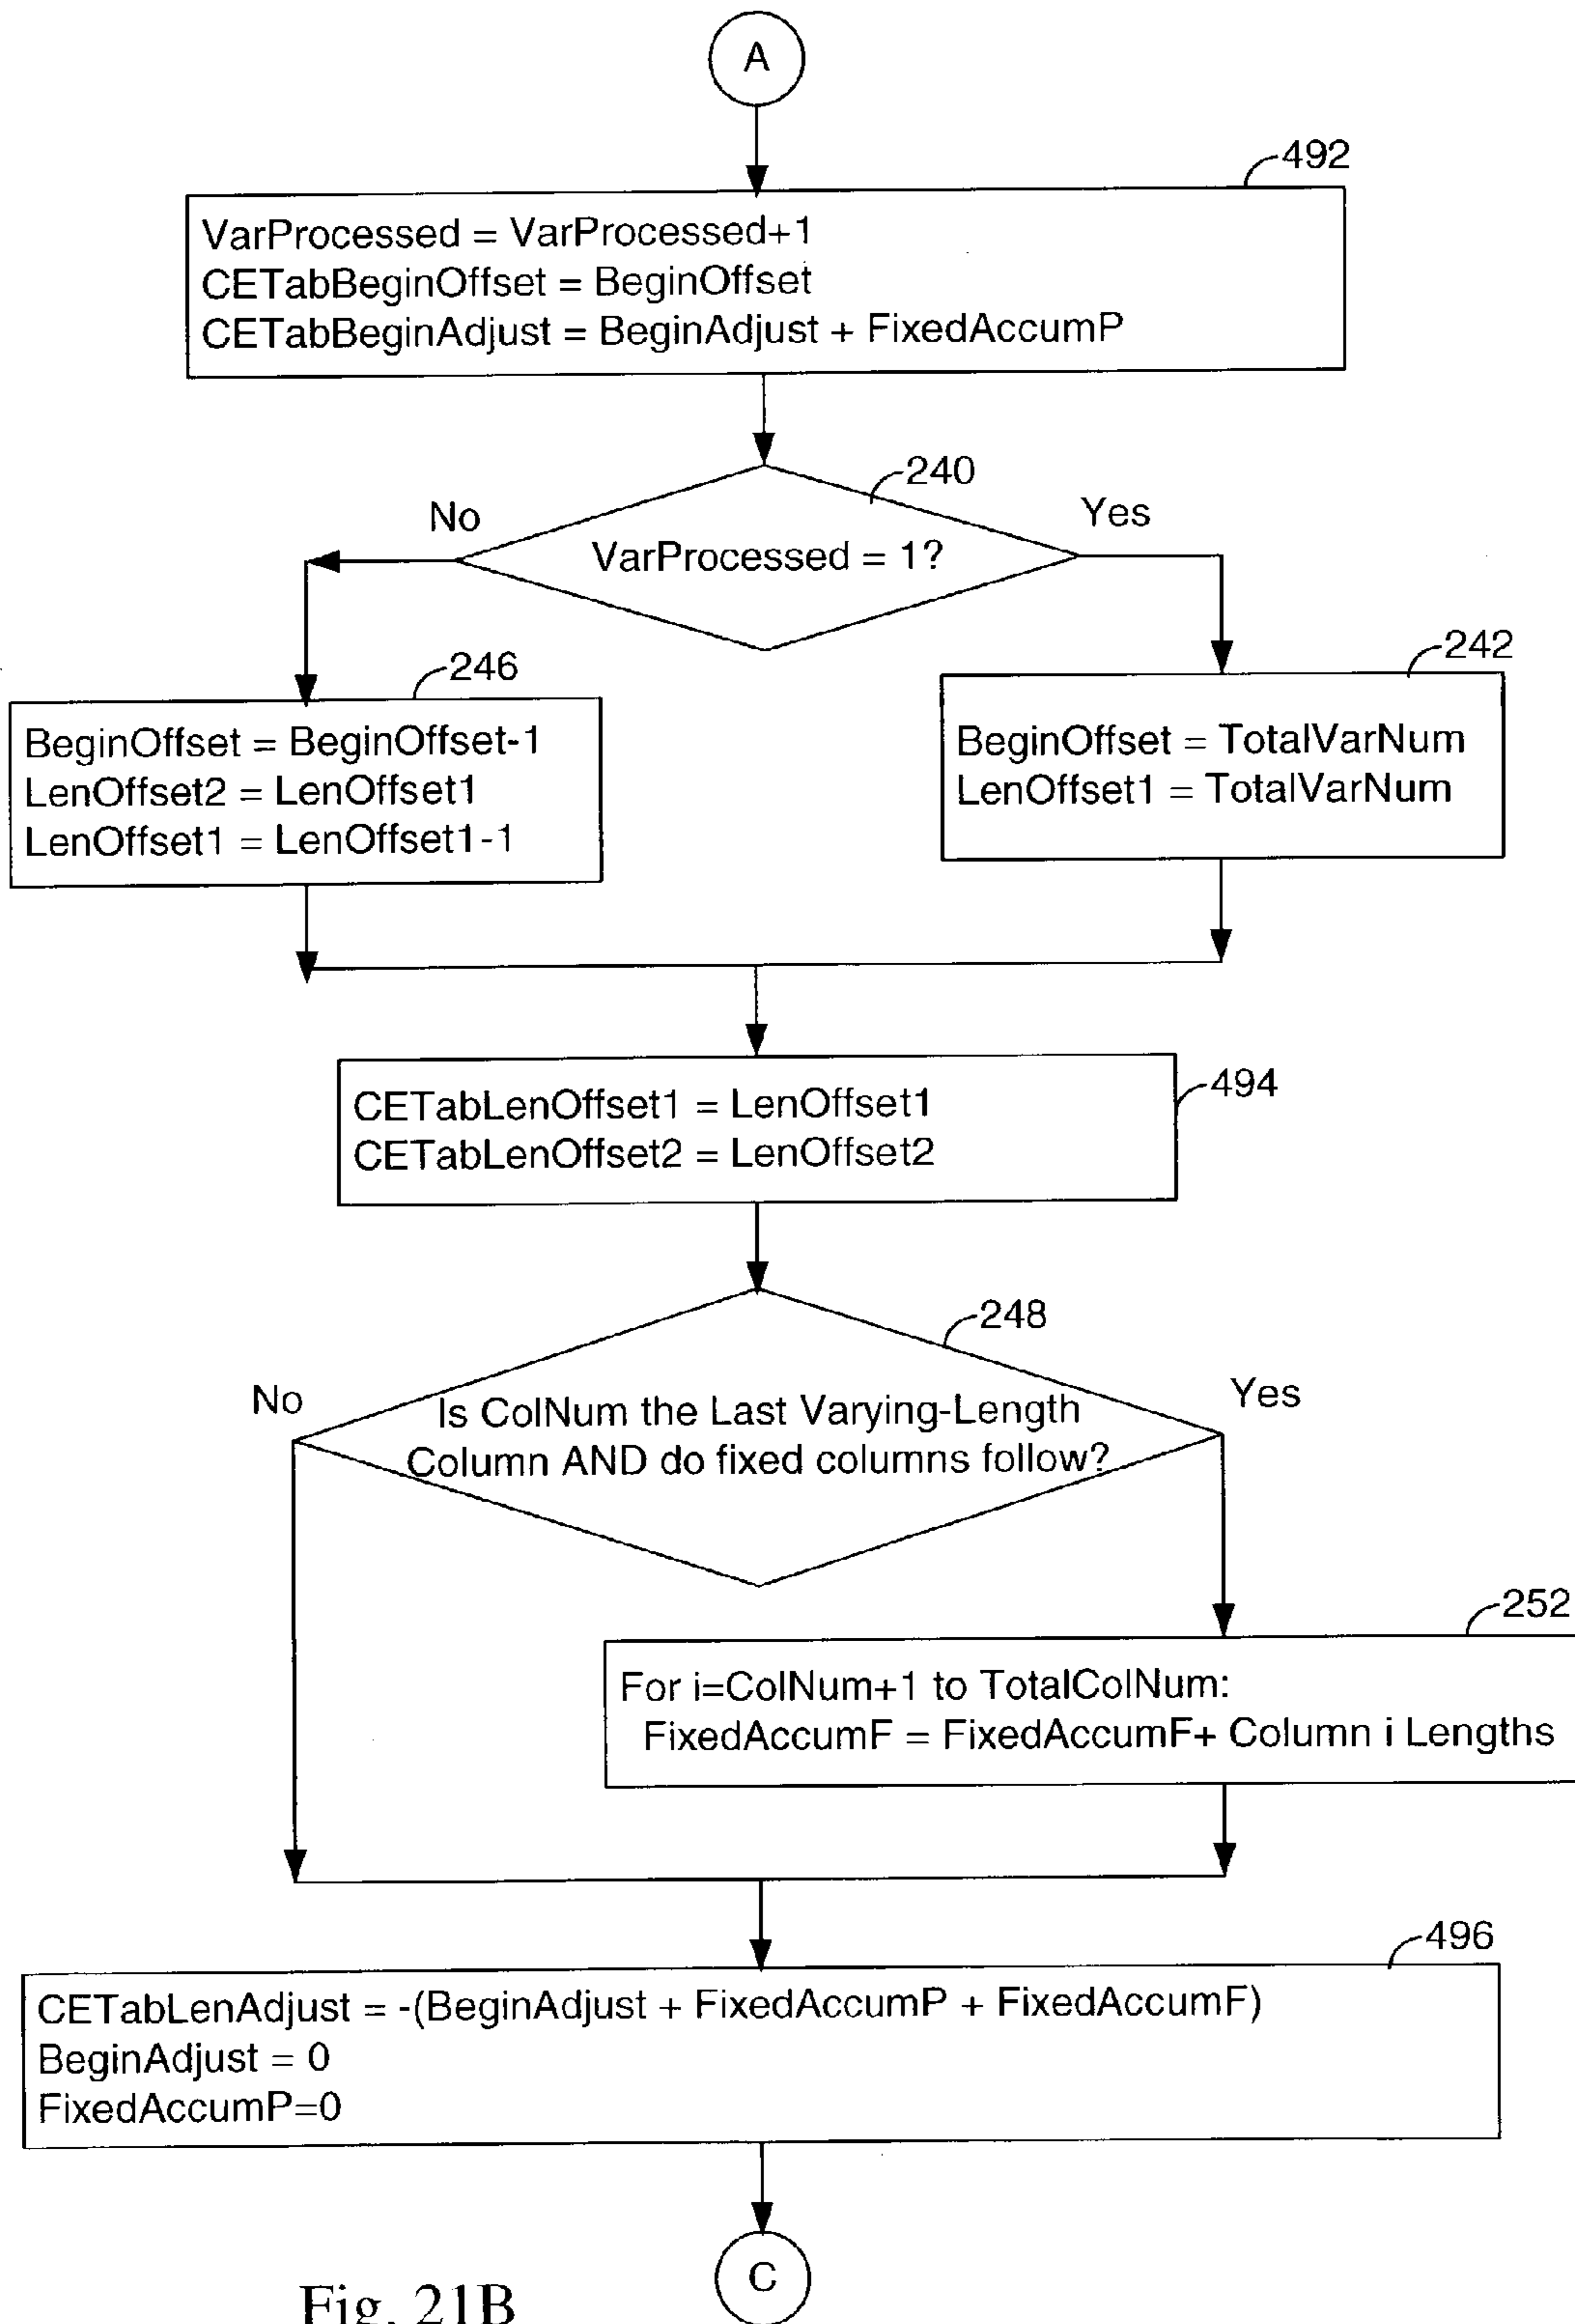 A
492
VarProcessed = VarProcessed+1
CETabBeginOffset = BeginOffset
CETabBeginAdjust = BeginAdjust + FixedAccumP
240
No
Yes
VarProcessed = 1?
246
BeginOffset = BeginOffset-1
LenOffset2 = LenOffset1
LenOffset1 = LenOffset1-1
242
BeginOffset = TotalVarNum
LenOffset1 = TotalVarNum
494
CETabLenOffset1 = LenOffset1
CETabLenOffset2 = LenOffset2
248
No
Yes
Is ColNum the Last Varying-Length
Column AND do fixed columns follow?
252
For i=ColNum+1 to TotalColNum:
FixedAccumF = FixedAccumF+ Column i Lengths
496
CETabLenAdjust = -(BeginAdjust + FixedAccumP + FixedAccumF)
BeginAdjust = 0
FixedAccumP=0
C
Fig. 21B